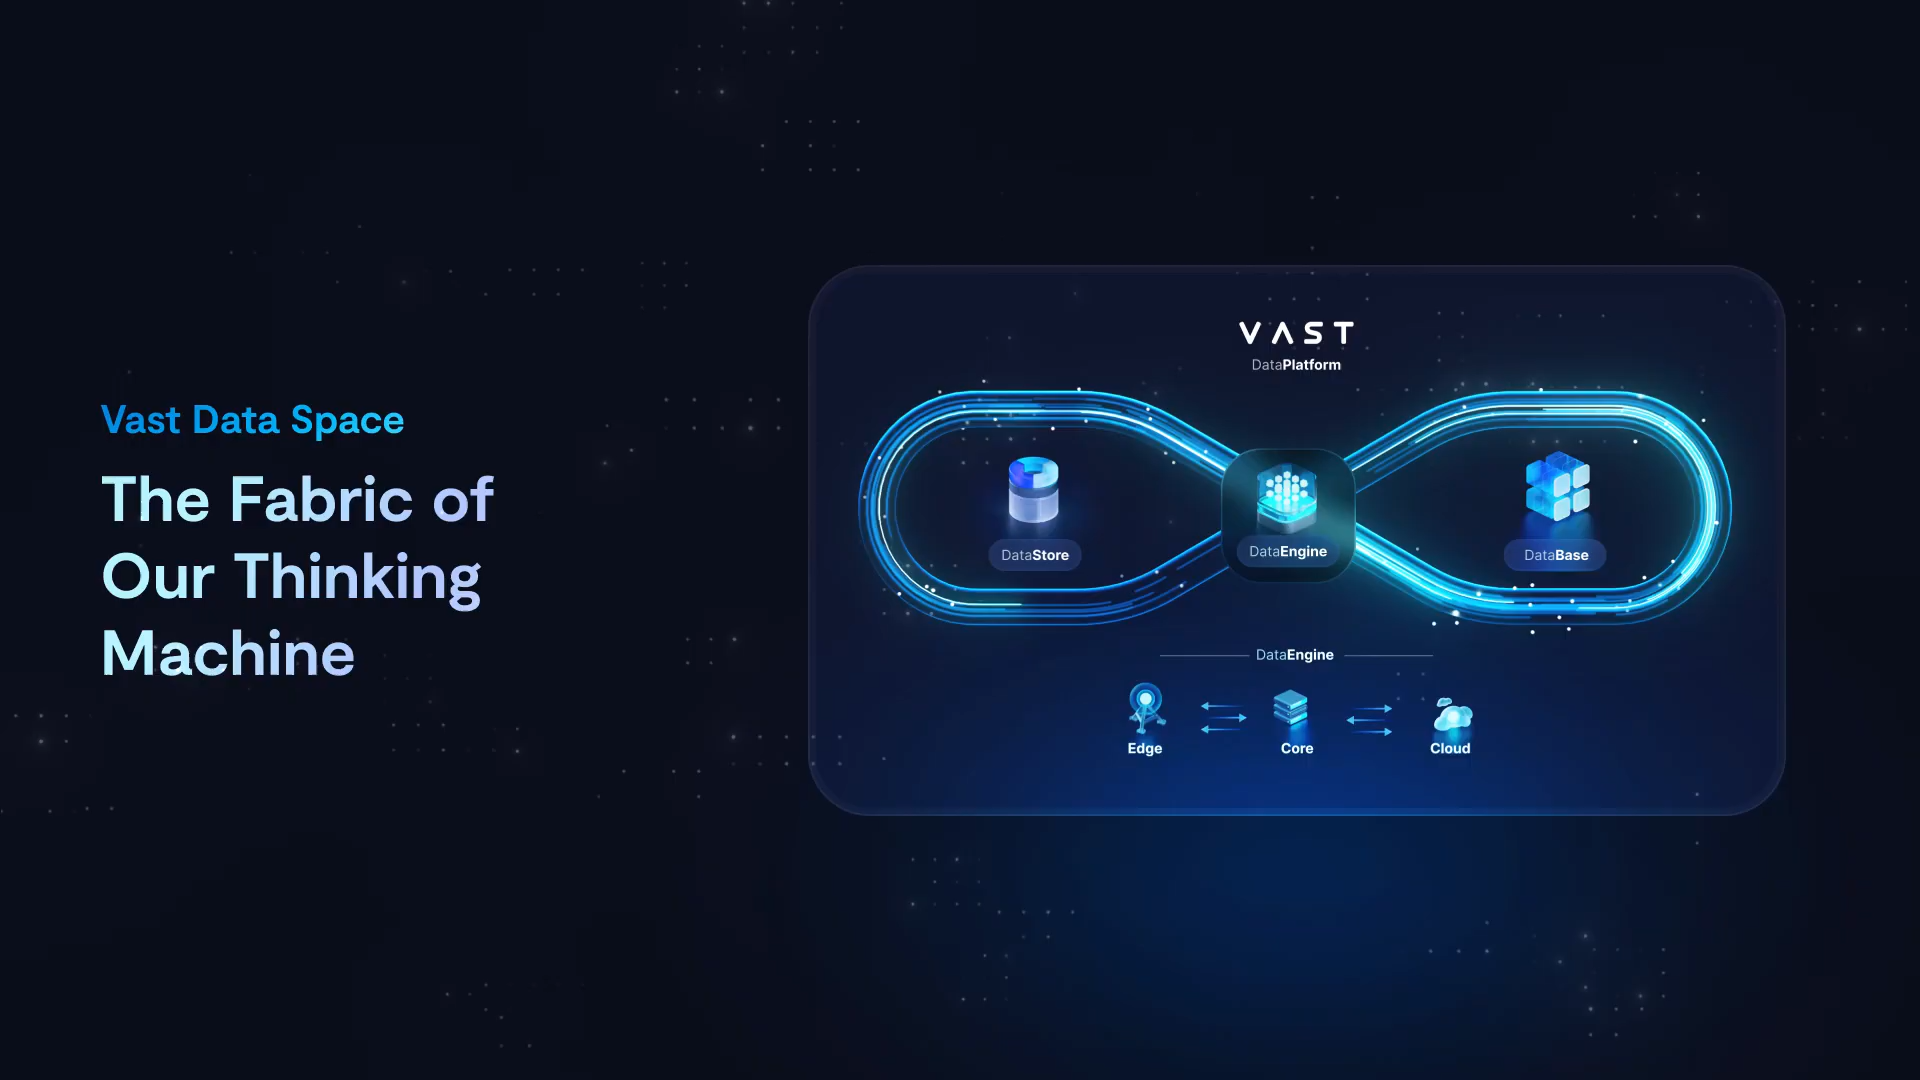 Vast Data Space
The Fabric of
Our Thinking
Machine
VAST
DataPlatform
DataStore
DataEngine
DataBase
DataEngine
Edge
Core
Cloud